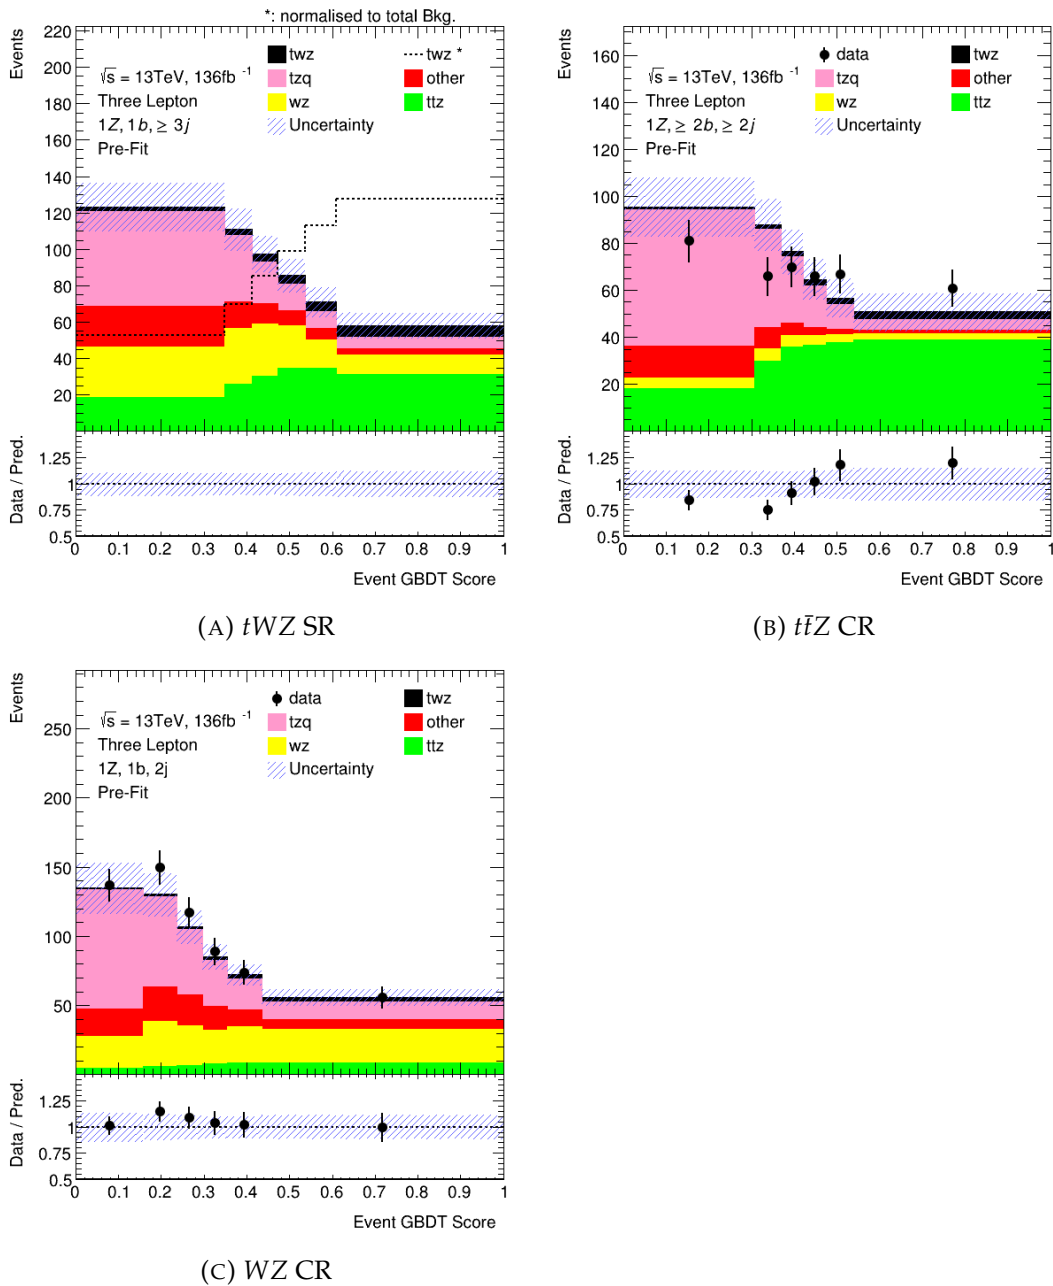 *: normalised to total Bkg.
Events
220
200
180
160
140
120
100
80
60
40
20
√s = 13TeV, 136fb⁻¹
Three Lepton
1Z, 1b, ≥ 3j
Pre-Fit
twz
twz *
tzq
other
wz
ttz
Uncertainty
Data / Pred.
1.25
1
0.75
0.5
0 0.1 0.2 0.3 0.4 0.5 0.6 0.7 0.8 0.9 1
Event GBDT Score
(A) tWZ SR
Events
160
140
120
100
80
60
40
20
√s = 13TeV, 136fb⁻¹
Three Lepton
1Z, ≥ 2b, ≥ 2j
Pre-Fit
data
twz
tzq
other
wz
ttz
Uncertainty
Data / Pred.
1.25
1
0.75
0.5
0 0.1 0.2 0.3 0.4 0.5 0.6 0.7 0.8 0.9 1
Event GBDT Score
(B) tt̄Z CR
Events
250
200
150
100
50
√s = 13TeV, 136fb⁻¹
Three Lepton
1Z, 1b, 2j
Pre-Fit
data
twz
tzq
other
wz
ttz
Uncertainty
Data / Pred.
1.25
1
0.75
0.5
0 0.1 0.2 0.3 0.4 0.5 0.6 0.7 0.8 0.9 1
Event GBDT Score
(C) WZ CR